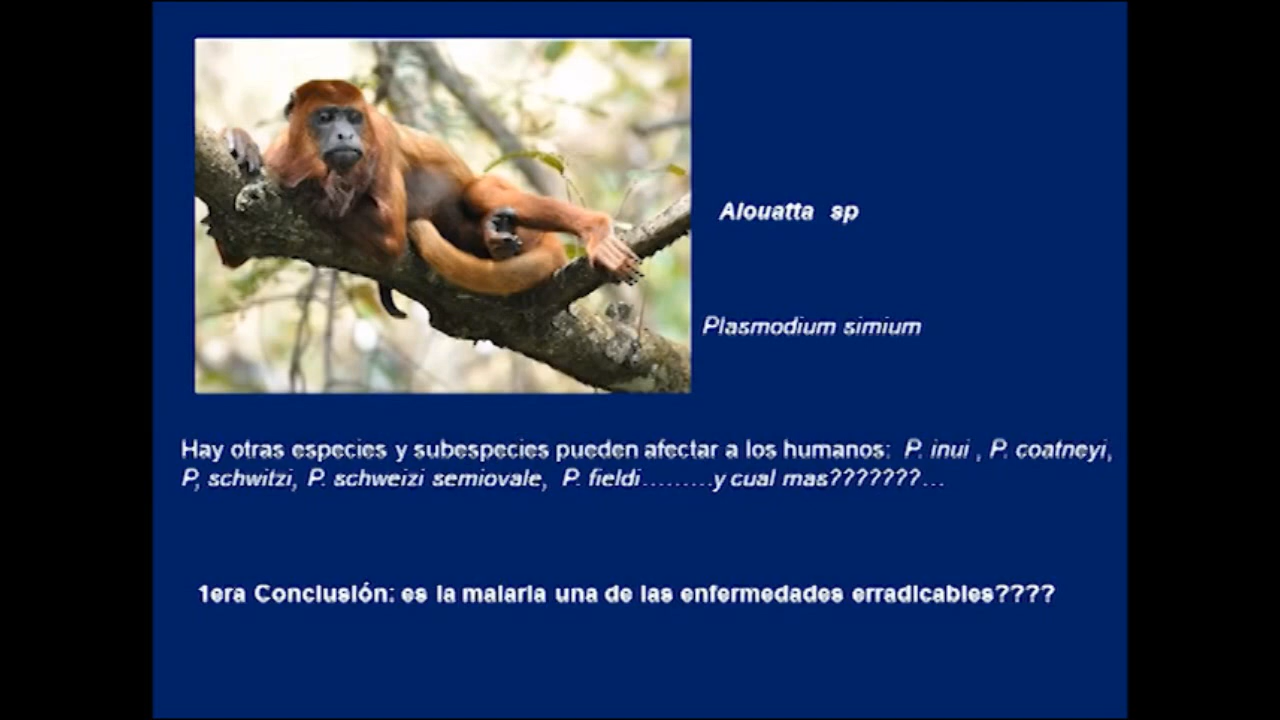 Alouatta sp
Plasmodium simium
Hay otras especies y subespecies pueden afectar a los humanos: P. inui , P. coatneyi,
P, schwitzi, P. schweizi semiovale, P. fieldi.........y cual mas???????...
1era Conclusión: es la malaria una de las enfermedades erradicables????